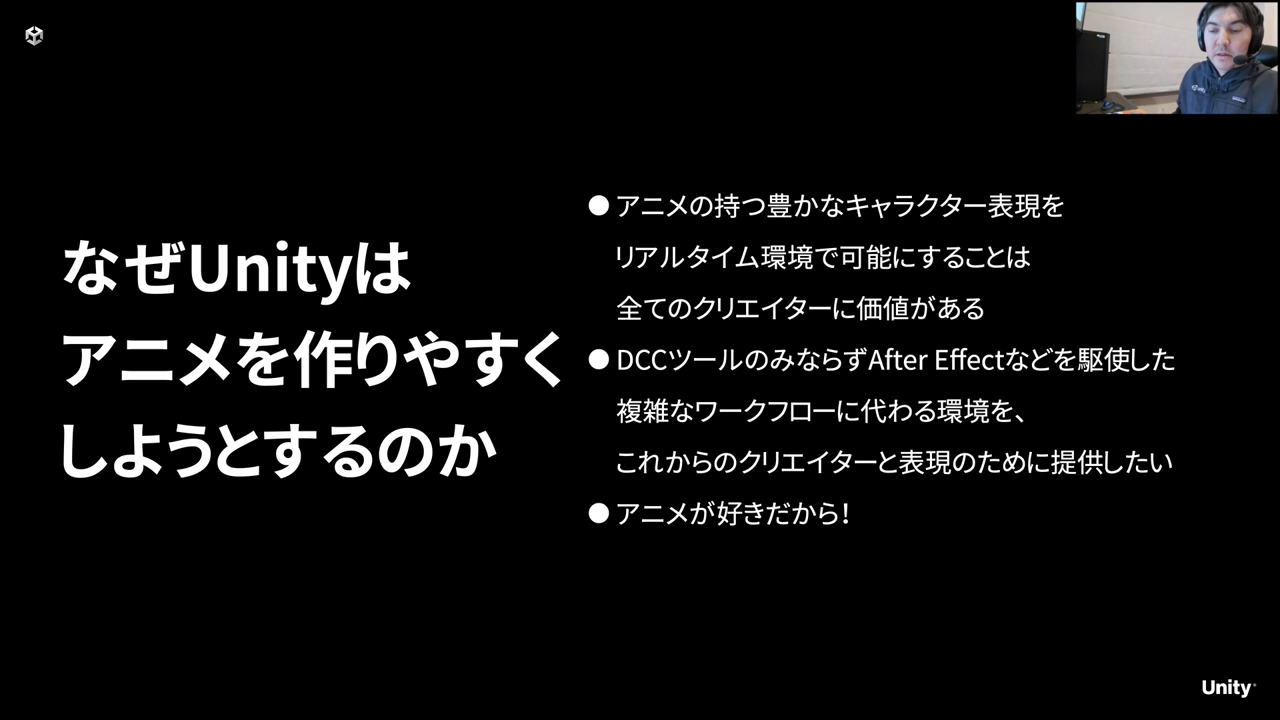 なぜUnityは
アニメを作りやすく
しようとするのか
● アニメの持つ豊かなキャラクター表現を
リアルタイム環境で可能にすることは
全てのクリエイターに価値がある
● DCCツールのみならずAfter Effectなどを駆使した
複雑なワークフローに代わる環境を、
これからのクリエイターと表現のために提供したい
● アニメが好きだから!
Unity